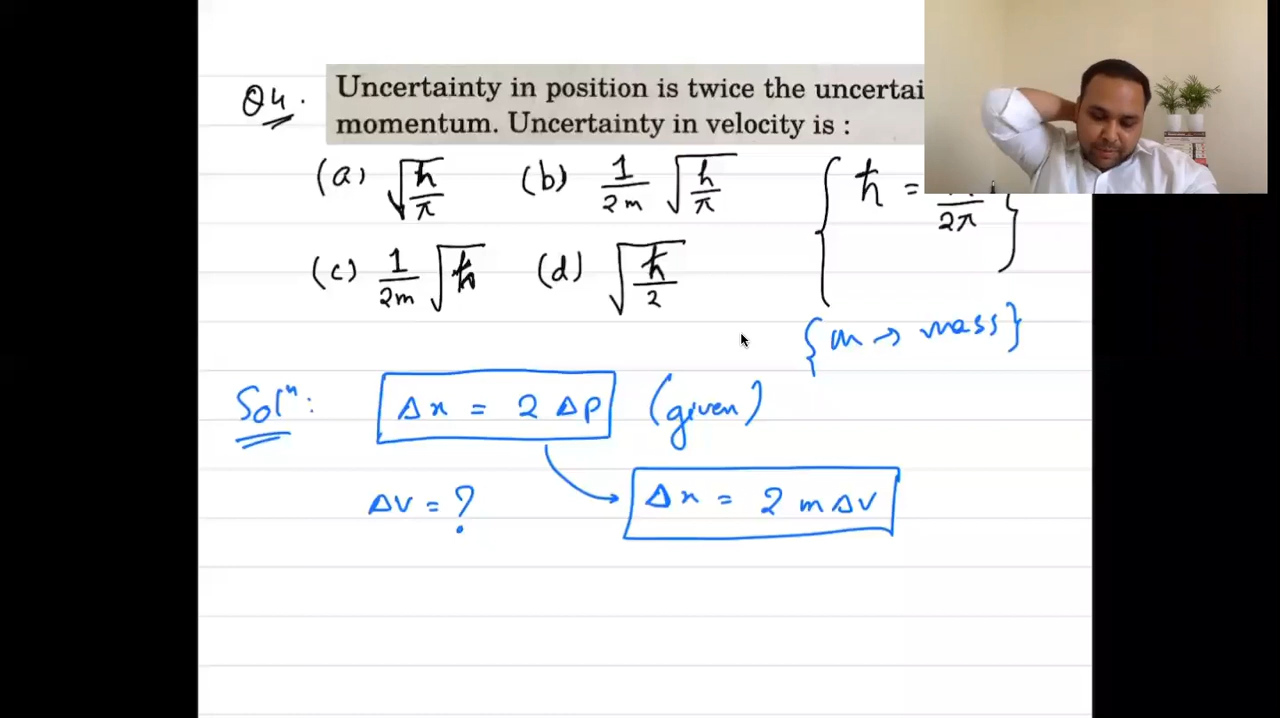 Q4. Uncertainty in position is twice the
momentum. Uncertainty in velocity is :
(a) √(ħ/π) (b) 1/2m √(h/π) { ħ = /2π }
(c) 1/2m √ħ (d) √(ħ/2)
{m → mass}
Solⁿ: Δx = 2 Δp (given)
Δv = ? Δx = 2 m Δv